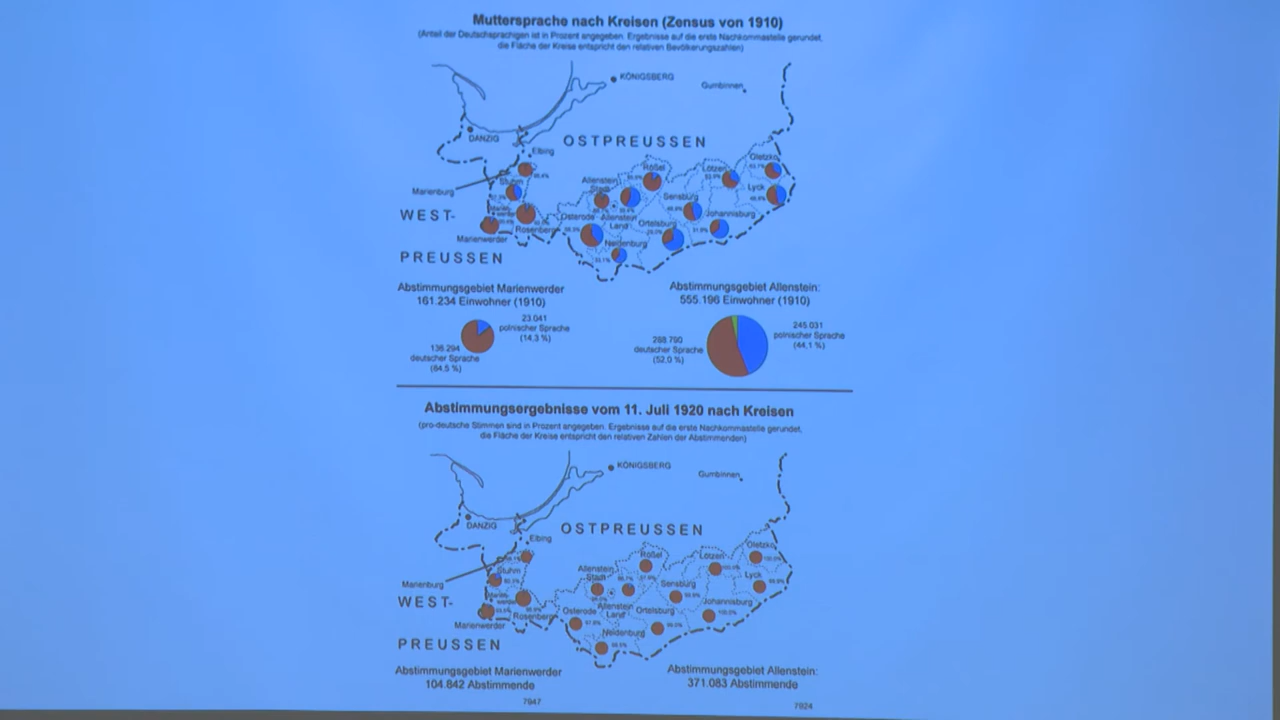 Muttersprache nach Kreisen (Zensus von 1910)
(Anteil der Deutschsprachigen ist in Prozent angegeben. Ergebnisse auf die erste Nachkommastelle gerundet,
die Fläche der Kreise entspricht den relativen Bevölkerungszahlen)
KÖNIGSBERG
Gumbinnen
DANZIG
OSTPREUSSEN
Elbing
Rößel
Lötzen
Oletzko
Marienburg
Stuhm
Allenstein
Stadt
Sensburg
Lyck
WEST-
Osterode
Allenstein
Land
Ortelsburg
Johannisburg
Rosenberg
Marienwerder
Neidenburg
PREUSSEN
Abstimmungsgebiet Marienwerder
161.234 Einwohner (1910)
Abstimmungsgebiet Allenstein:
555.196 Einwohner (1910)
23.041
polnischer Sprache
(14,3 %)
deutscher Sprache
245.031
polnischer Sprache
(44,1 %)
deutscher Sprache
(52,0 %)
Abstimmungsergebnisse vom 11. Juli 1920 nach Kreisen
(pro-deutsche Stimmen sind in Prozent angegeben. Ergebnisse auf die erste Nachkommastelle gerundet,
die Fläche der Kreise entspricht den relativen Zahlen der Abstimmenden)
KÖNIGSBERG
Gumbinnen
DANZIG
OSTPREUSSEN
Elbing
Rößel
Lötzen
Oletzko
Marienburg
Stuhm
Allenstein
Stadt
Sensburg
Lyck
WEST-
Osterode
Allenstein
Land
Ortelsburg
Johannisburg
Rosenberg
Marienwerder
Neidenburg
PREUSSEN
Abstimmungsgebiet Marienwerder
104.842 Abstimmende
Abstimmungsgebiet Allenstein:
371.083 Abstimmende
7947
7924